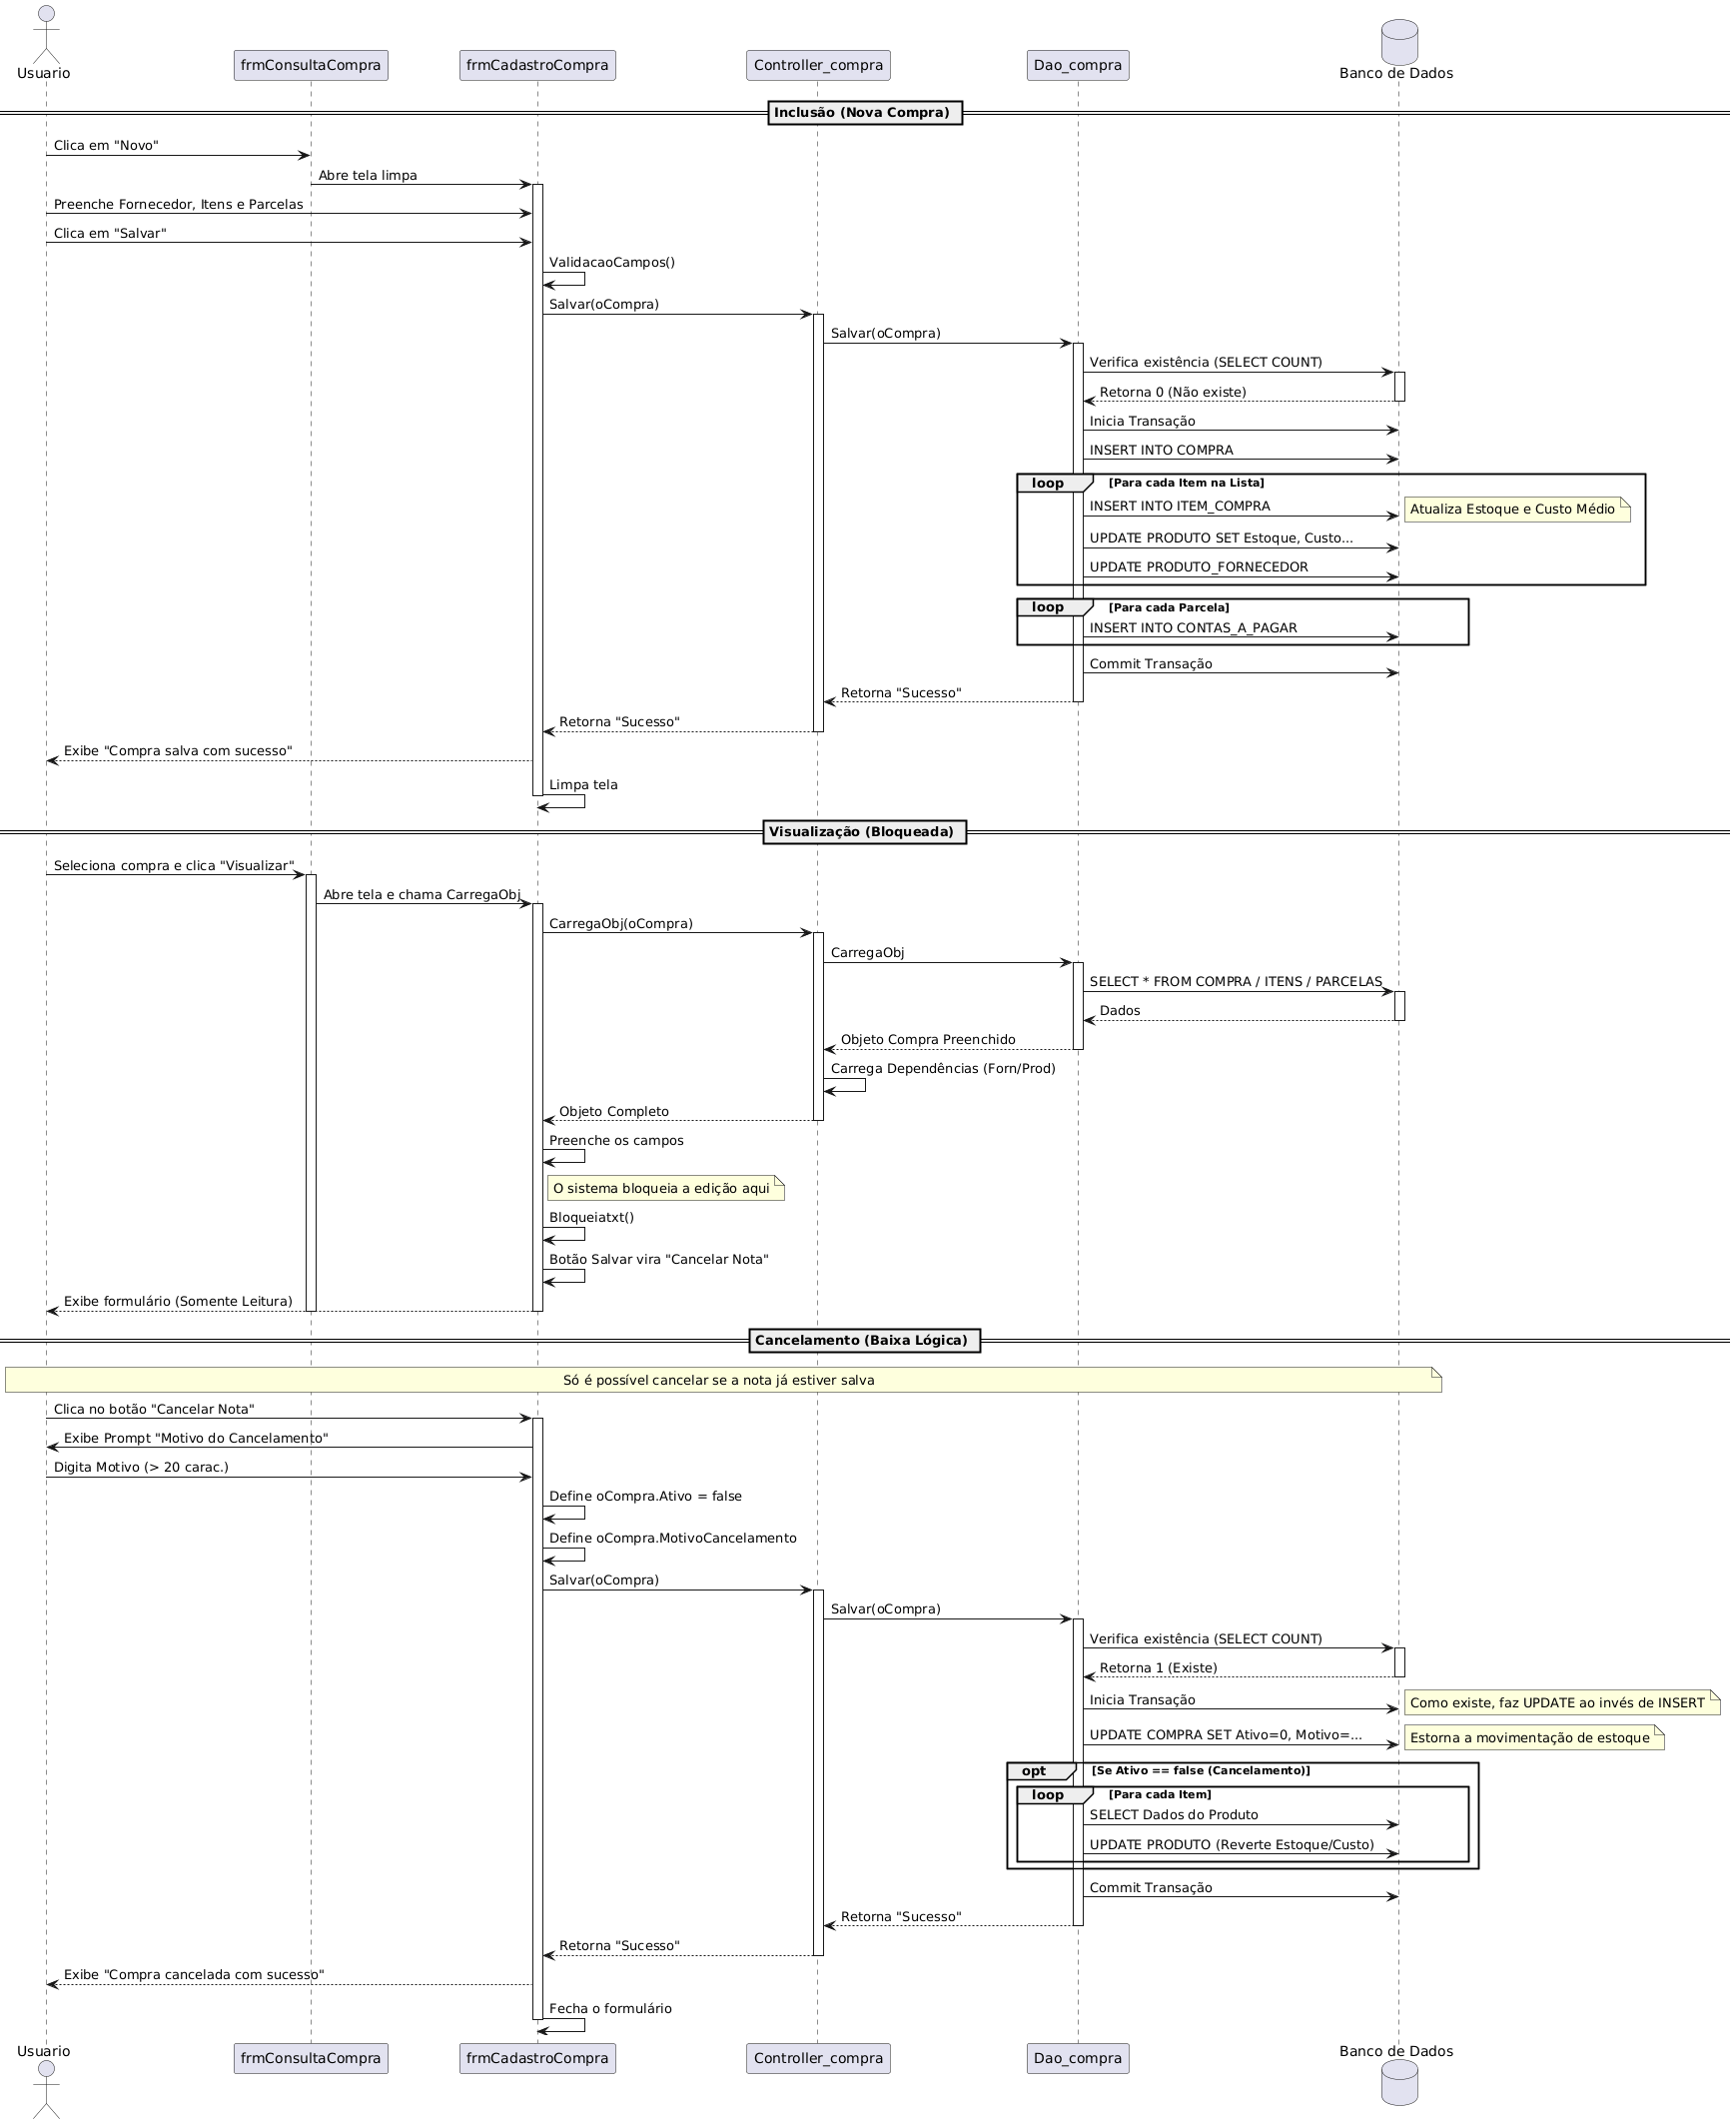 Usuario
frmConsultaCompra
frmCadastroCompra
Controller_compra
Dao_compra
Banco de Dados
Inclusão (Nova Compra)
Clica em "Novo"
Abre tela limpa
Preenche Fornecedor, Itens e Parcelas
Clica em "Salvar"
ValidacaoCampos()
Salvar(oCompra)
Salvar(oCompra)
Verifica existência (SELECT COUNT)
Retorna 0 (Não existe)
Inicia Transação
INSERT INTO COMPRA
loop [Para cada Item na Lista]
INSERT INTO ITEM_COMPRA
Atualiza Estoque e Custo Médio
UPDATE PRODUTO SET Estoque, Custo...
UPDATE PRODUTO_FORNECEDOR
loop [Para cada Parcela]
INSERT INTO CONTAS_A_PAGAR
Commit Transação
Retorna "Sucesso"
Retorna "Sucesso"
Exibe "Compra salva com sucesso"
Limpa tela
Visualização (Bloqueada)
Seleciona compra e clica "Visualizar"
Abre tela e chama CarregaObj
CarregaObj(oCompra)
CarregaObj
SELECT * FROM COMPRA / ITENS / PARCELAS
Dados
Objeto Compra Preenchido
Carrega Dependências (Forn/Prod)
Objeto Completo
Preenche os campos
O sistema bloqueia a edição aqui
Bloqueiatxt()
Botão Salvar vira "Cancelar Nota"
Exibe formulário (Somente Leitura)
Cancelamento (Baixa Lógica)
Só é possível cancelar se a nota já estiver salva
Clica no botão "Cancelar Nota"
Exibe Prompt "Motivo do Cancelamento"
Digita Motivo (> 20 carac.)
Define oCompra.Ativo = false
Define oCompra.MotivoCancelamento
Salvar(oCompra)
Salvar(oCompra)
Verifica existência (SELECT COUNT)
Retorna 1 (Existe)
Inicia Transação
Como existe, faz UPDATE ao invés de INSERT
UPDATE COMPRA SET Ativo=0, Motivo=...
Estorna a movimentação de estoque
opt [Se Ativo == false (Cancelamento)]
loop [Para cada Item]
SELECT Dados do Produto
UPDATE PRODUTO (Reverte Estoque/Custo)
Commit Transação
Retorna "Sucesso"
Retorna "Sucesso"
Exibe "Compra cancelada com sucesso"
Fecha o formulário
Usuario
frmConsultaCompra
frmCadastroCompra
Controller_compra
Dao_compra
Banco de Dados